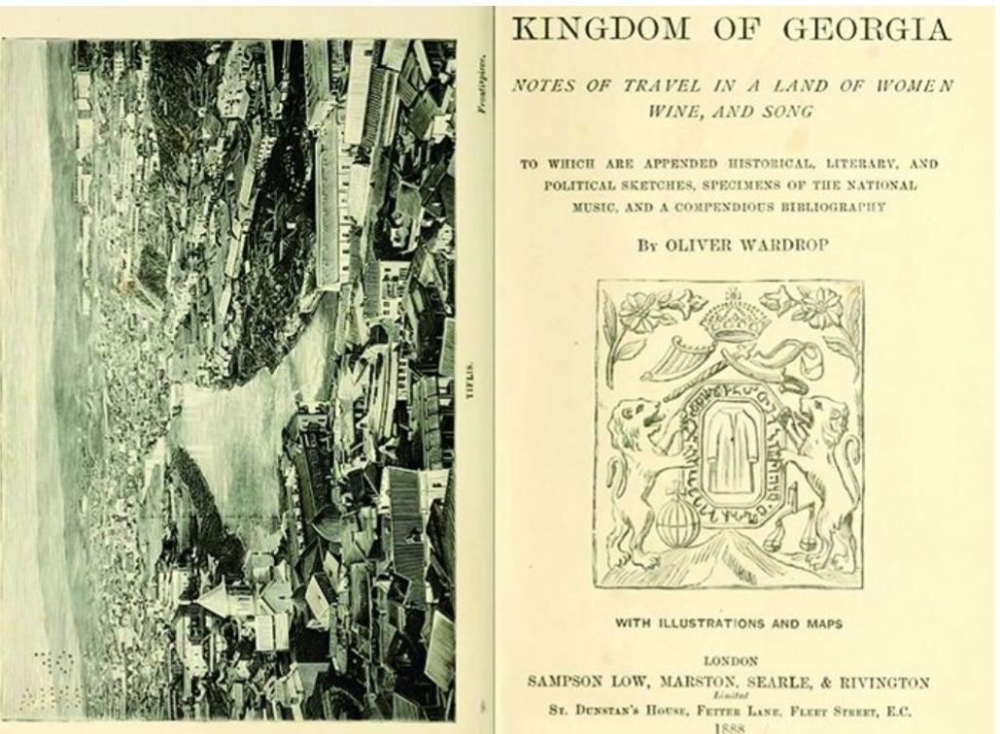 Frontispiece.
TIFLIS.
KINGDOM OF GEORGIA
NOTES OF TRAVEL IN A LAND OF WOMEN
WINE, AND SONG
TO WHICH ARE APPENDED HISTORICAL, LITERARY, AND
POLITICAL SKETCHES, SPECIMENS OF THE NATIONAL
MUSIC, AND A COMPENDIOUS BIBLIOGRAPHY
BY OLIVER WARDROP
WITH ILLUSTRATIONS AND MAPS
LONDON
SAMPSON LOW, MARSTON, SEARLE, & RIVINGTON
Limited
ST. DUNSTAN'S HOUSE, FETTER LANE, FLEET STREET, E.C.
1888